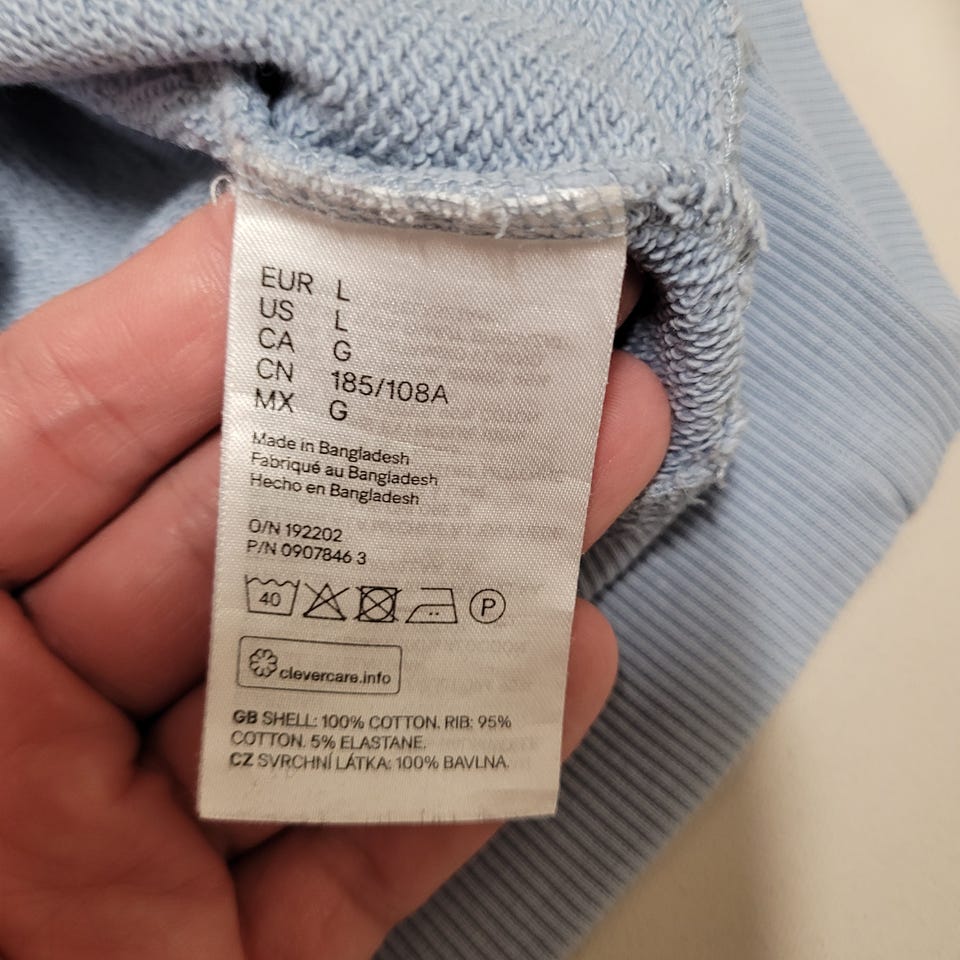 EUR L
US L
CA G
CN 185/108A
MX G
Made in Bangladesh
Fabriqué au Bangladesh
Hecho en Bangladesh
O/N 192202
P/N 0907846 3
40 P
clevercare.info
GB SHELL: 100% COTTON. RIB: 95%
COTTON. 5% ELASTANE.
CZ SVRCHNÍ LÁTKA: 100% BAVLNA.